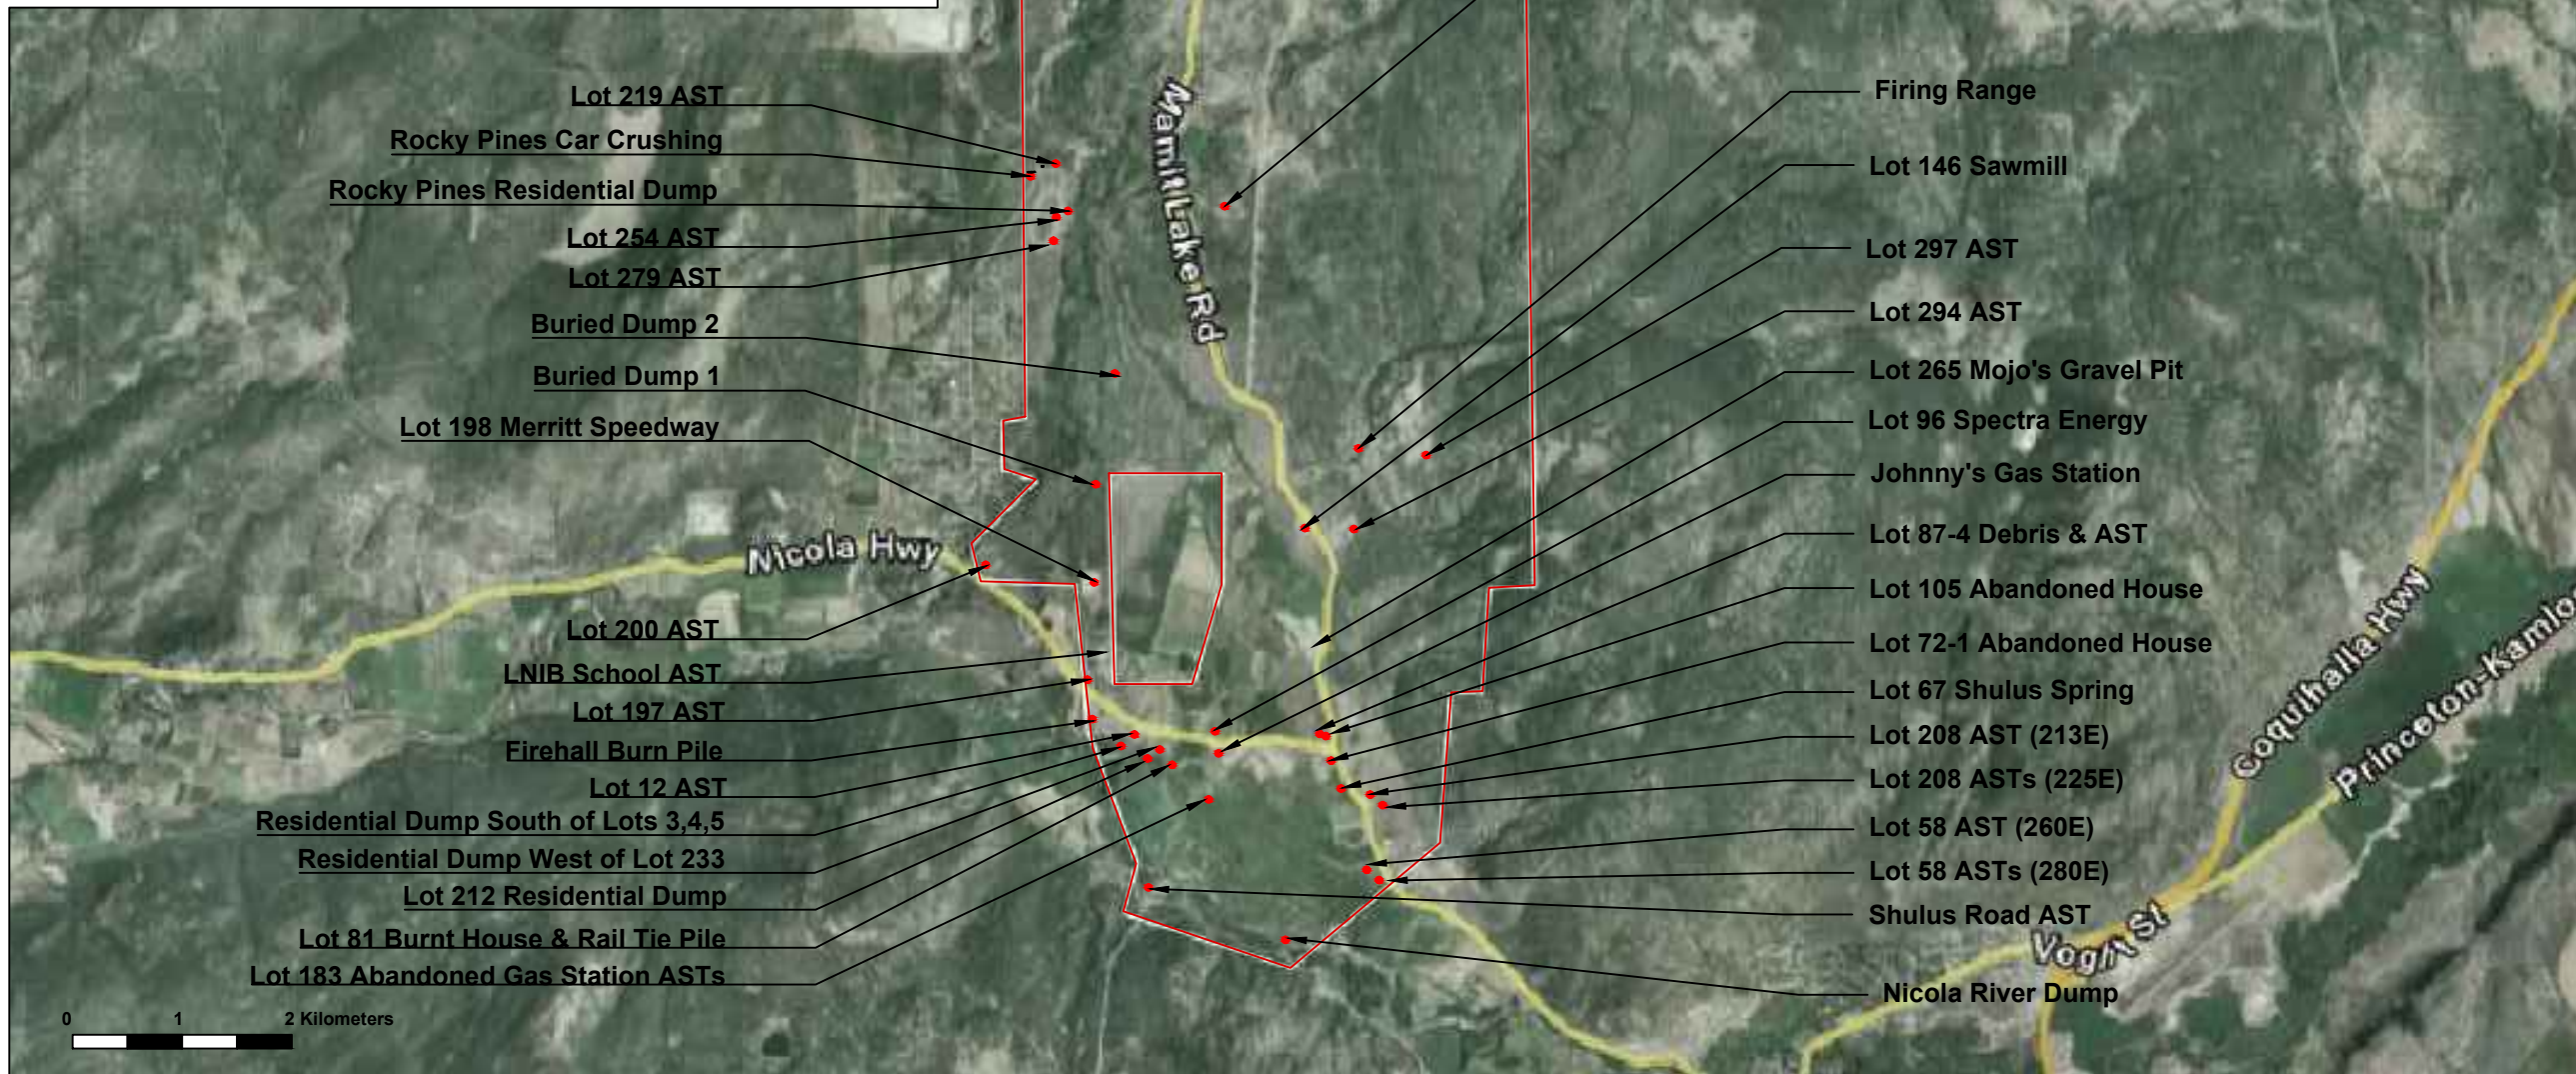 Lot 219 AST
Rocky Pines Car Crushing
Rocky Pines Residential Dump
Lot 254 AST
Lot 279 AST
Buried Dump 2
Buried Dump 1
Lot 198 Merritt Speedway
Lot 200 AST
LNIB School AST
Lot 197 AST
Firehall Burn Pile
Lot 12 AST
Residential Dump South of Lots 3,4,5
Residential Dump West of Lot 233
Lot 212 Residential Dump
Lot 81 Burnt House & Rail Tie Pile
Lot 183 Abandoned Gas Station ASTs
0 1 2 Kilometers
Mamit Lake Rd
Nicola Hwy
Firing Range
Lot 146 Sawmill
Lot 297 AST
Lot 294 AST
Lot 265 Mojo's Gravel Pit
Lot 96 Spectra Energy
Johnny's Gas Station
Lot 87-4 Debris & AST
Lot 105 Abandoned House
Lot 72-1 Abandoned House
Lot 67 Shulus Spring
Lot 208 AST (213E)
Lot 208 ASTs (225E)
Lot 58 AST (260E)
Lot 58 ASTs (280E)
Shulus Road AST
Nicola River Dump
Coquihalla Hwy
Princeton-Kamlo
Voght St